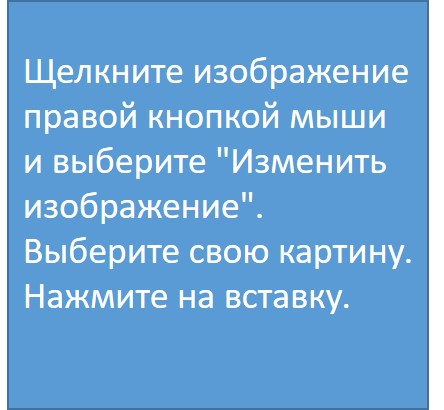 Щелкните изображение
правой кнопкой мыши
и выберите "Изменить
изображение".
Выберите свою картину.
Нажмите на вставку.